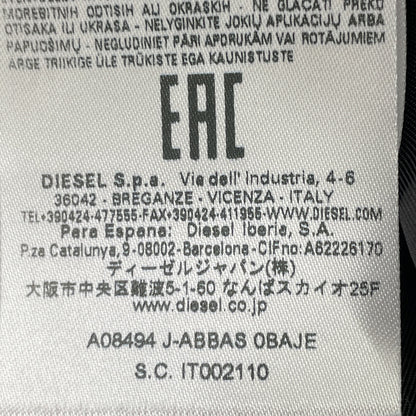 MOREBITNIH ODTISIH ALI OKRASKIH - NE GLAČATI PREKO
OTISAKA ILI UKRASA - NELYGINKITE JOKIŲ APLIKACIJŲ ARBA
PAPUOŠIMŲ - NEGLUDINIET PĀRI APDRUKĀM VAI ROTĀJUMIEM
ÄRGE TRIIKIGE ÜLE TRÜKISTE EGA KAUNISTUSTE
EAC
DIESEL S.p.a. Via dell' Industria, 4-6
36042 - BREGANZE - VICENZA - ITALY
TEL+390424-477555-FAX+390424-411955-WWW.DIESEL.COM
Para Espana: Diesel Iberia, S.A.
P.za Catalunya,9-08002-Barcelona-CIFno:A62226170
ディーゼルジャパン(株)
大阪市中央区難波5-1-60 なんばスカイオ25F
www.diesel.co.jp
A08494 J-ABBAS 0BAJE
S.C. IT002110